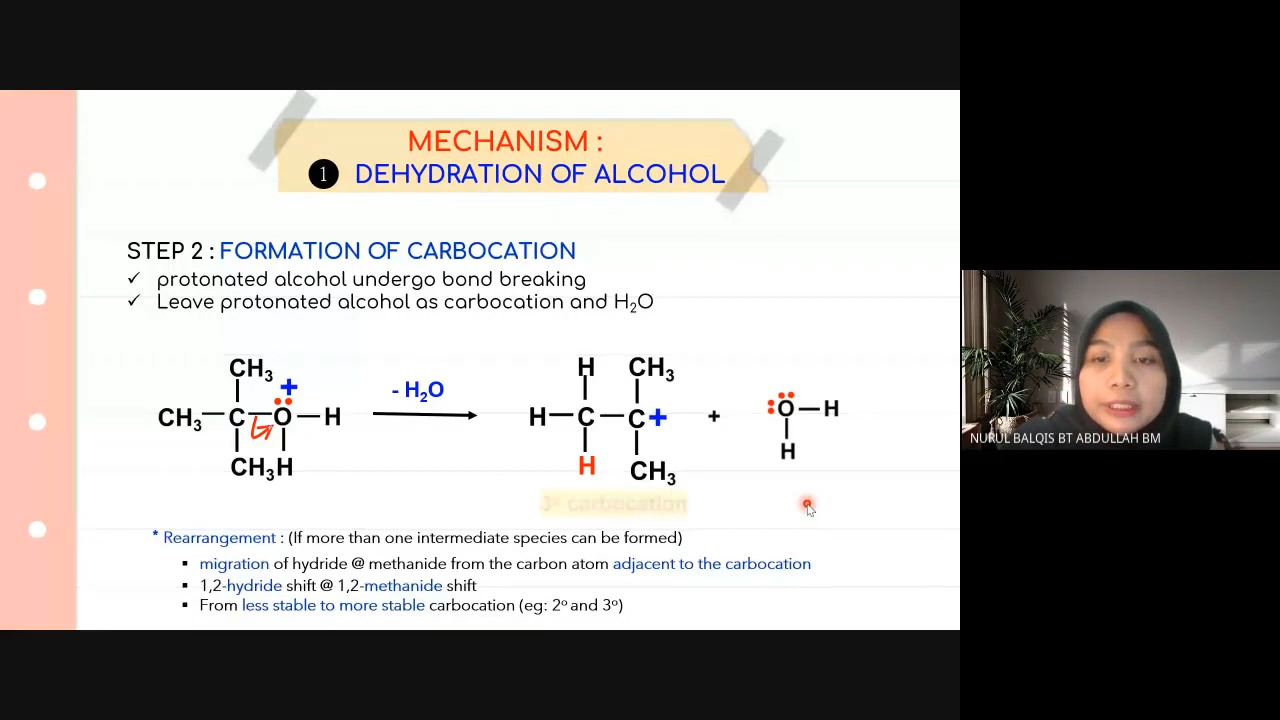 MECHANISM :
1 DEHYDRATION OF ALCOHOL
STEP 2 : FORMATION OF CARBOCATION
✓ protonated alcohol undergo bond breaking
✓ Leave protonated alcohol as carbocation and H₂O
CH₃
+
CH₃ C O H
CH₃ H
- H₂O
H CH₃
H C C +
H CH₃
+
O H
H
3º carbocation
* Rearrangement : (If more than one intermediate species can be formed)
▪ migration of hydride @ methanide from the carbon atom adjacent to the carbocation
▪ 1,2-hydride shift @ 1,2-methanide shift
▪ From less stable to more stable carbocation (eg: 2º and 3º)
NURUL BALQIS BT ABDULLAH BM